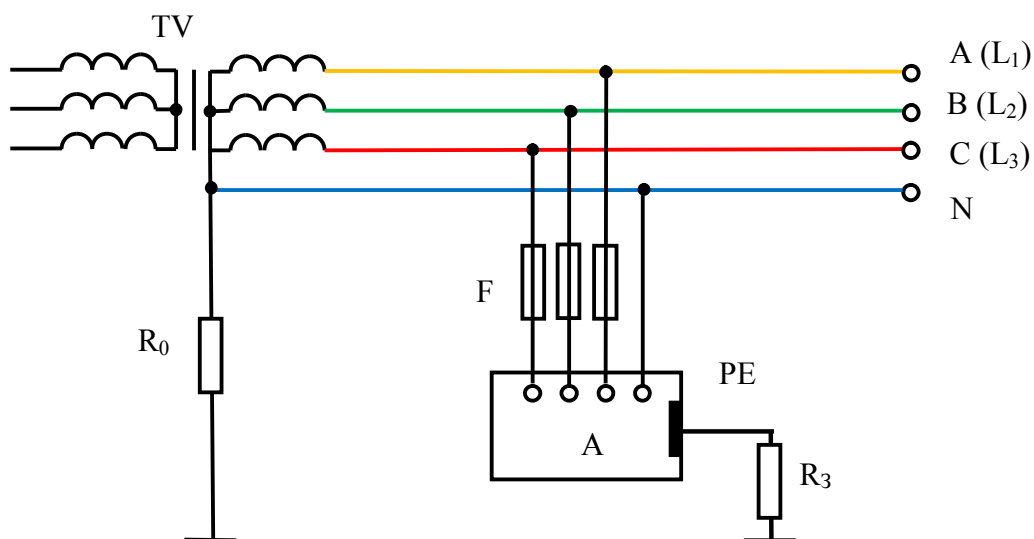 TV
A (L₁)
B (L₂)
C (L₃)
N
F
R₀
PE
A
R₃